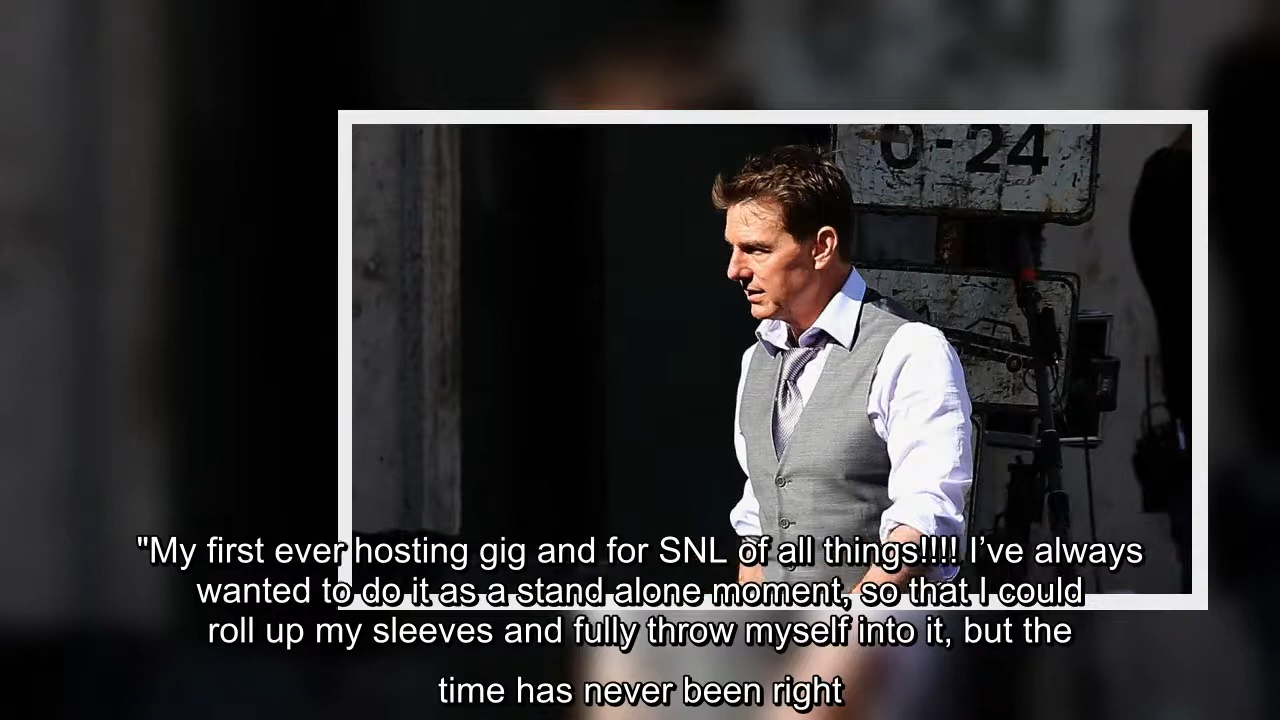 0-24
"My first ever hosting gig and for SNL of all things!!!! I’ve always
wanted to do it as a stand alone moment, so that I could
roll up my sleeves and fully throw myself into it, but the
time has never been right